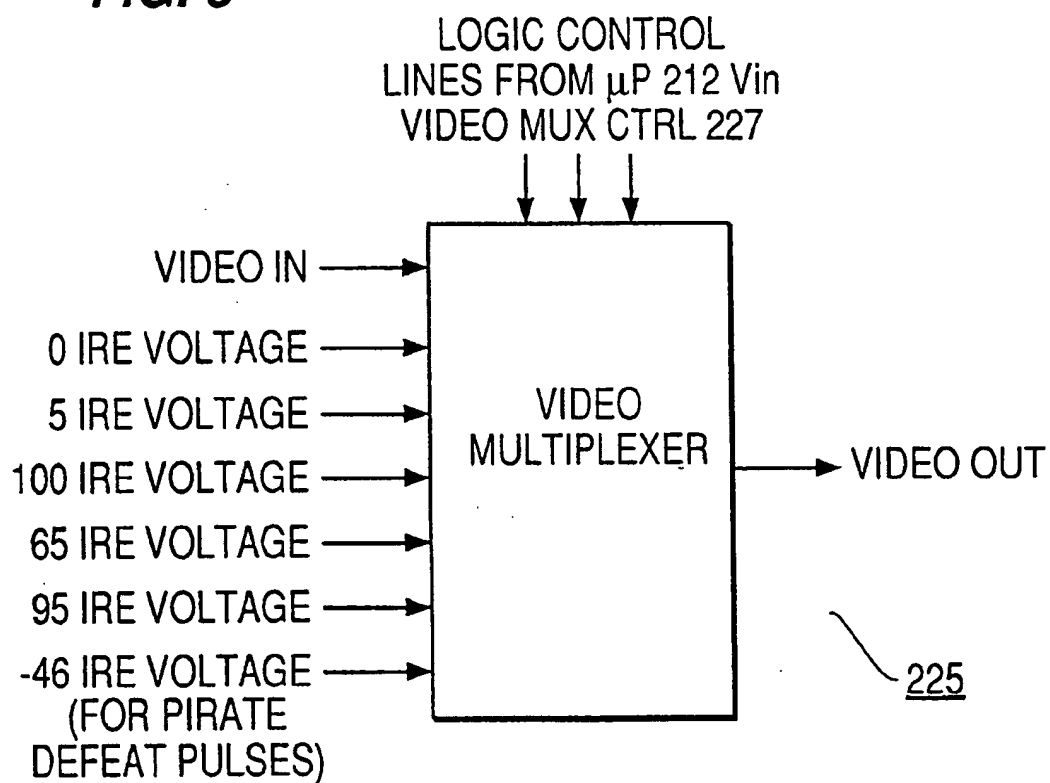 LOGIC CONTROL
LINES FROM μP 212 Vin
VIDEO MUX CTRL 227
VIDEO IN
0 IRE VOLTAGE
5 IRE VOLTAGE
100 IRE VOLTAGE
65 IRE VOLTAGE
95 IRE VOLTAGE
-46 IRE VOLTAGE
(FOR PIRATE
DEFEAT PULSES)
VIDEO
MULTIPLEXER
VIDEO OUT
225